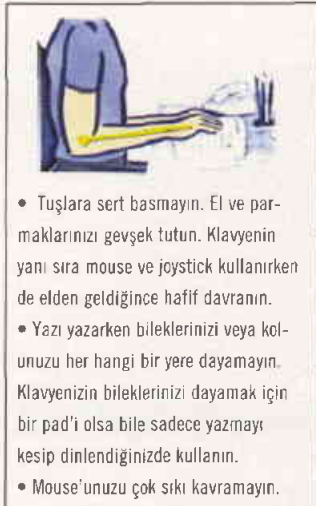 • Tuşlara sert basmayın. El ve par-
maklarınızı gevşek tutun. Klavyenin
yanı sıra mouse ve joystick kullanırken
de elden geldiğince hafif davranın.
• Yazı yazarken bileklerinizi veya kol-
unuzu her hangi bir yere dayamayın.
Klavyenizin bileklerinizi dayamak için
bir pad'i olsa bile sadece yazmayı
kesip dinlendiğinizde kullanın.
• Mouse'unuzu çok sıkı kavramayın.